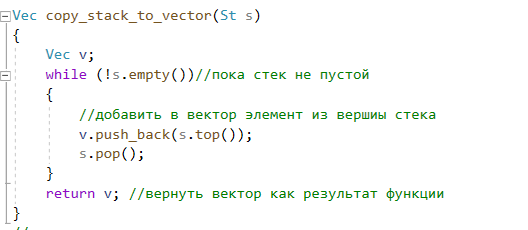 Vec copy_stack_to_vector(St s)
{
Vec v;
while (!s.empty())//пока стек не пустой
{
//добавить в вектор элемент из вершиы стека
v.push_back(s.top());
s.pop();
}
return v; //вернуть вектор как результат функции
}